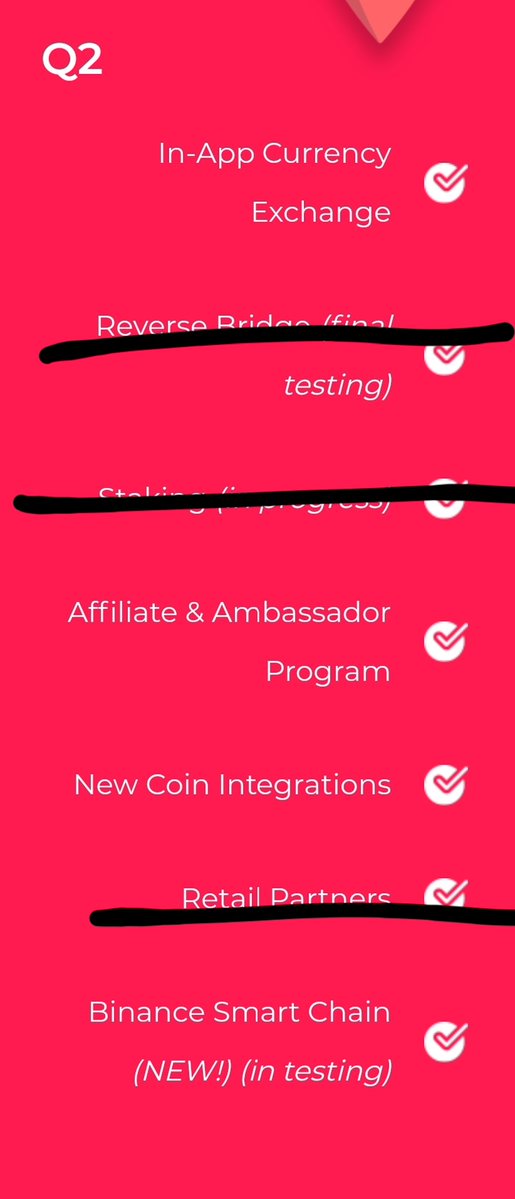 Q2
In-App Currency
Exchange
Reverse Bridge (final
testing)
Staking (in progress)
Affiliate & Ambassador
Program
New Coin Integrations
Retail Partners
Binance Smart Chain
(NEW!) (in testing)